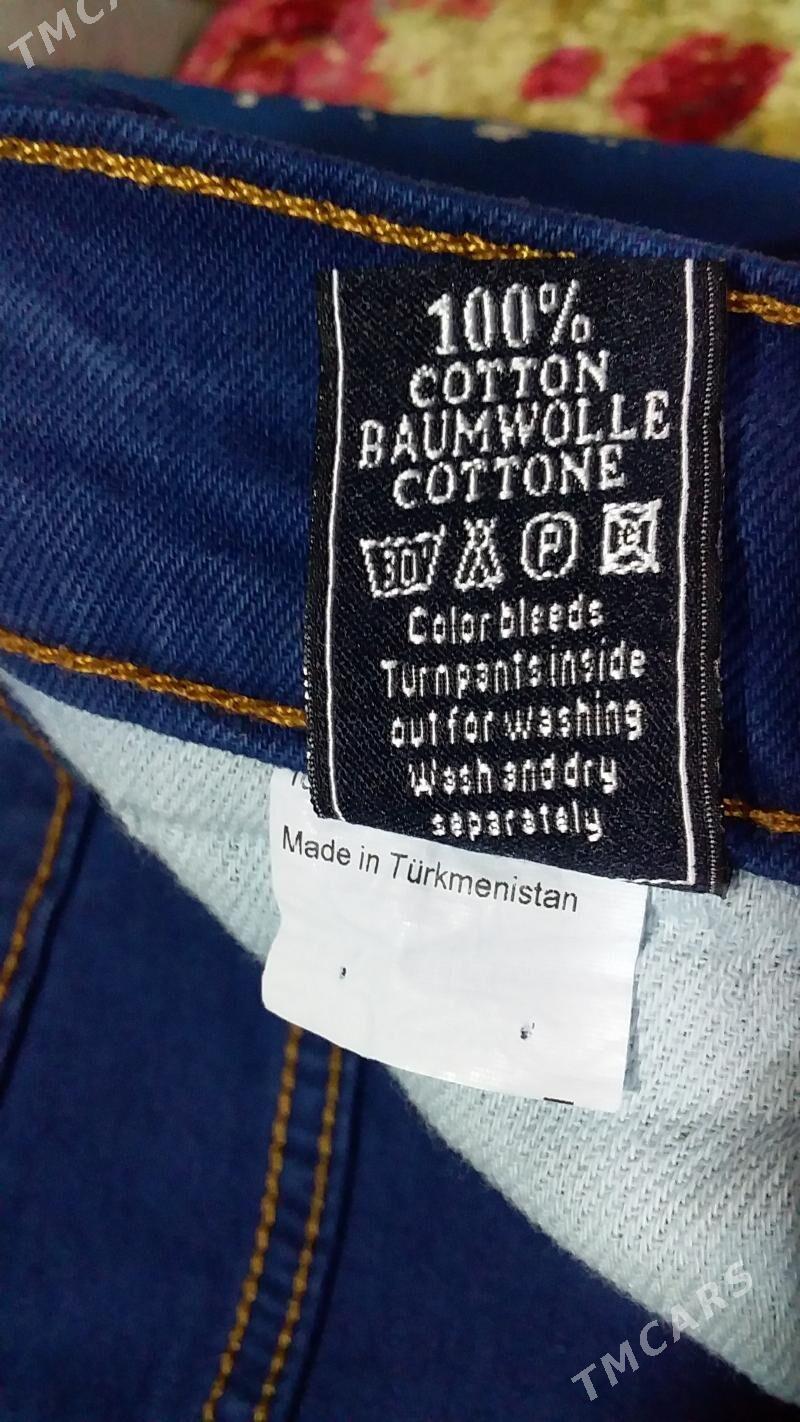 TMCA
100%
COTTON
BAUMWOLLE
COTTONE
30
P
Color bleeds
Turn pants inside
out for washing
Wash and dry
separately
Made in Türkmenistan
TMCARS